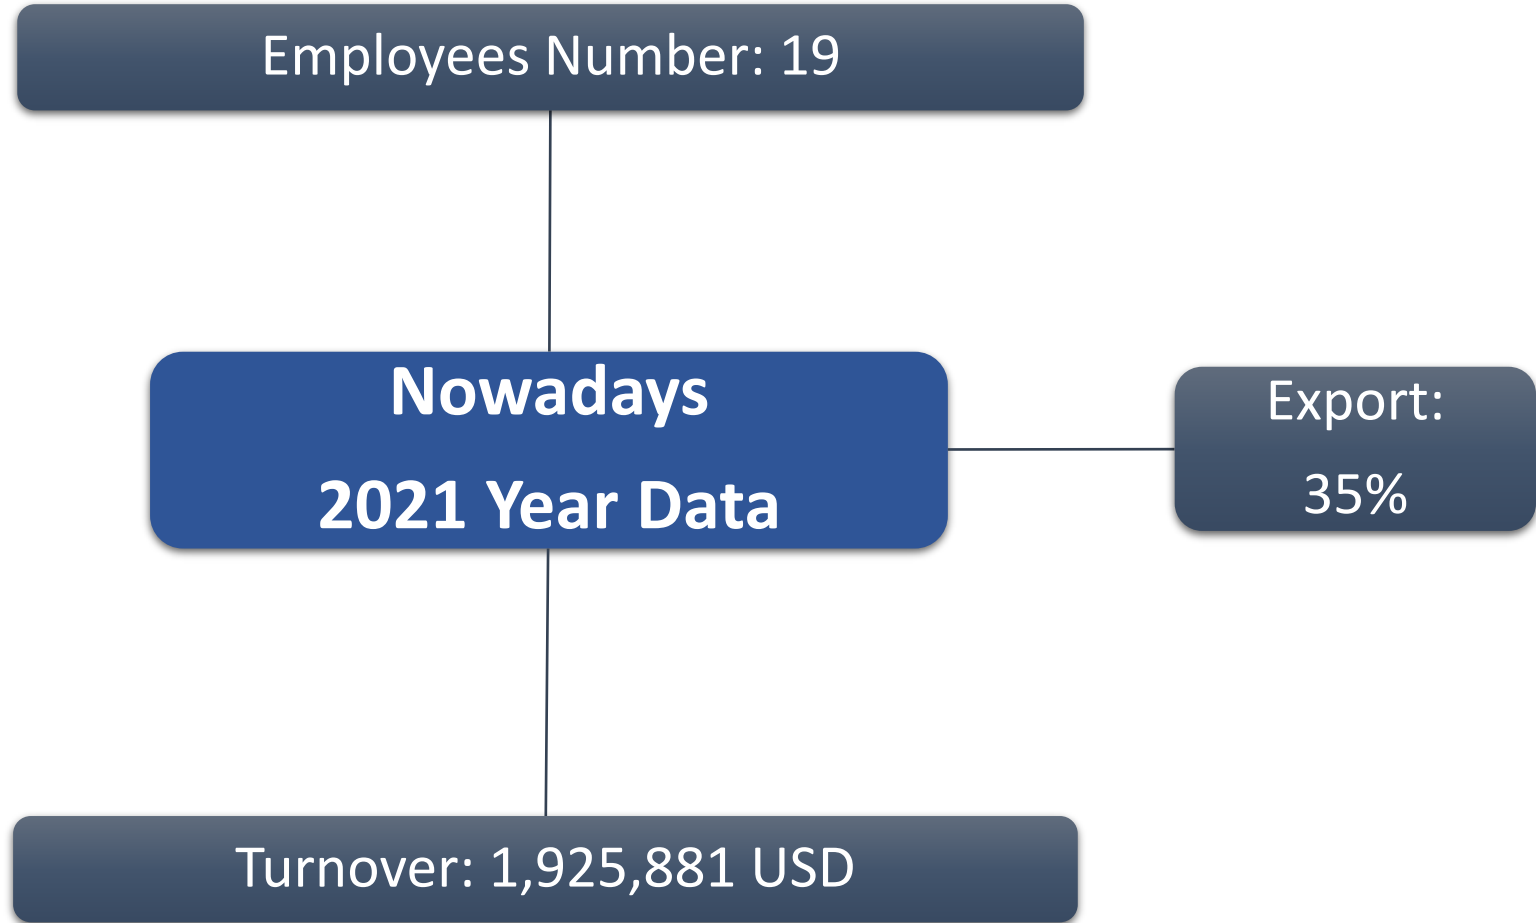 Employees Number: 19
Nowadays
2021 Year Data
Export:
35%
Turnover: 1,925,881 USD